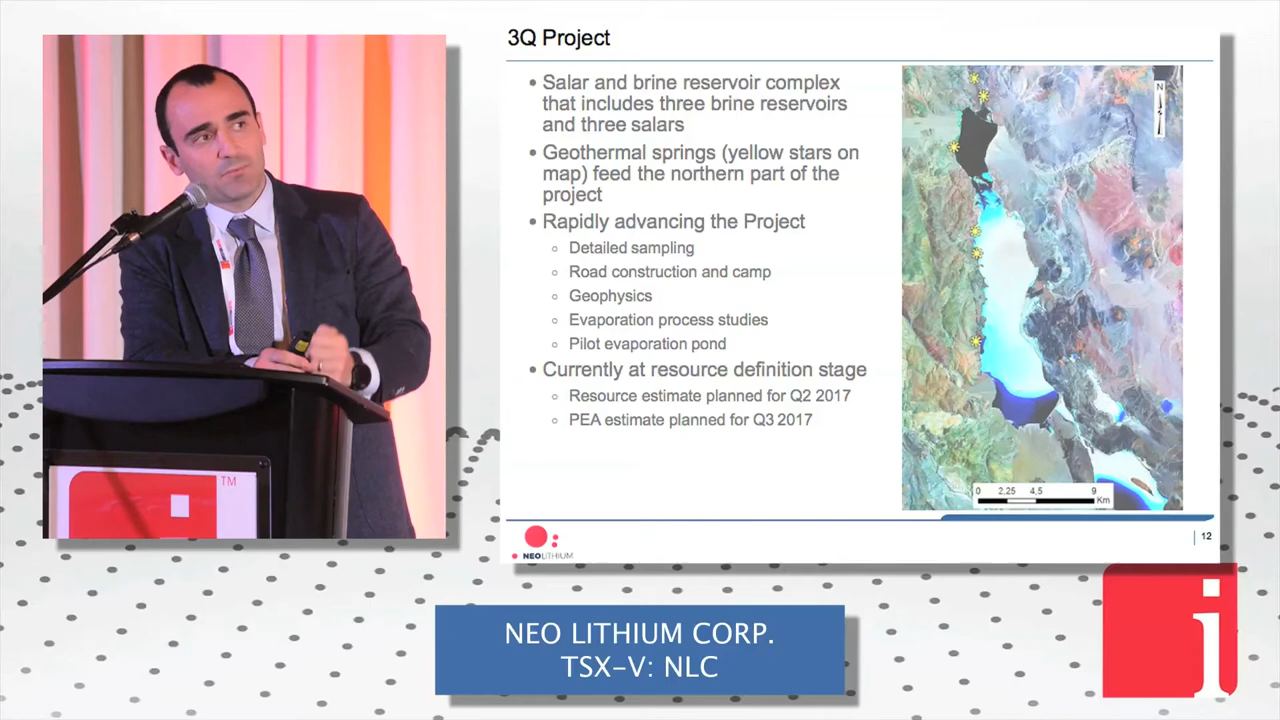 3Q Project
• Salar and brine reservoir complex
that includes three brine reservoirs
and three salars
• Geothermal springs (yellow stars on
map) feed the northern part of the
project
• Rapidly advancing the Project
○ Detailed sampling
○ Road construction and camp
○ Geophysics
○ Evaporation process studies
○ Pilot evaporation pond
• Currently at resource definition stage
○ Resource estimate planned for Q2 2017
○ PEA estimate planned for Q3 2017
N
0 2,25 4,5 9
Km
NEOLITHIUM
12
TM
i
NEO LITHIUM CORP.
TSX-V: NLC